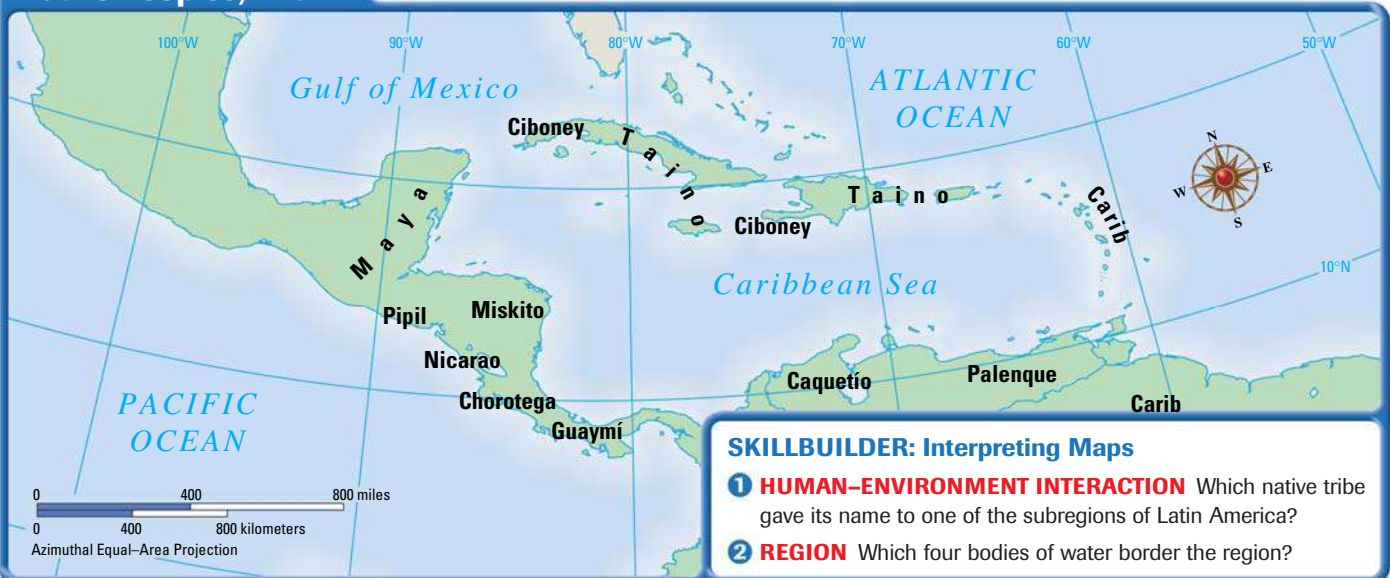 Peoples,
100°W 90°W 80°W 70°W 60°W 50°W
Gulf of Mexico
ATLANTIC
OCEAN
Ciboney
Taino
N
E
W
S
Maya
Taino
Carib
Ciboney
10°N
Caribbean Sea
Pipil
Miskito
Nicarao
Caquetío
Palenque
Chorotega
Carib
PACIFIC
OCEAN
Guaymí
0 400 800 miles
0 400 800 kilometers
Azimuthal Equal–Area Projection
SKILLBUILDER: Interpreting Maps
1 HUMAN–ENVIRONMENT INTERACTION Which native tribe
gave its name to one of the subregions of Latin America?
2 REGION Which four bodies of water border the region?